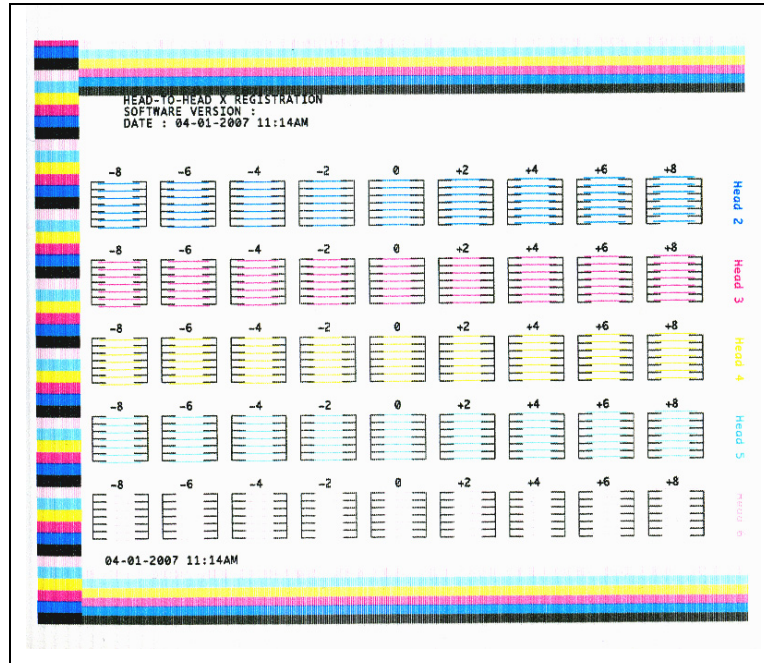 HEAD-TO-HEAD X REGISTRATION
SOFTWARE VERSION :
DATE : 04-01-2007 11:14AM
-8 -6 -4 -2 0 +2 +4 +6 +8
Head 2
-8 -6 -4 -2 0 +2 +4 +6 +8
Head 3
-8 -6 -4 -2 0 +2 +4 +6 +8
Head 4
-8 -6 -4 -2 0 +2 +4 +6 +8
Head 5
-8 -6 -4 -2 0 +2 +4 +6 +8
Head 6
04-01-2007 11:14AM